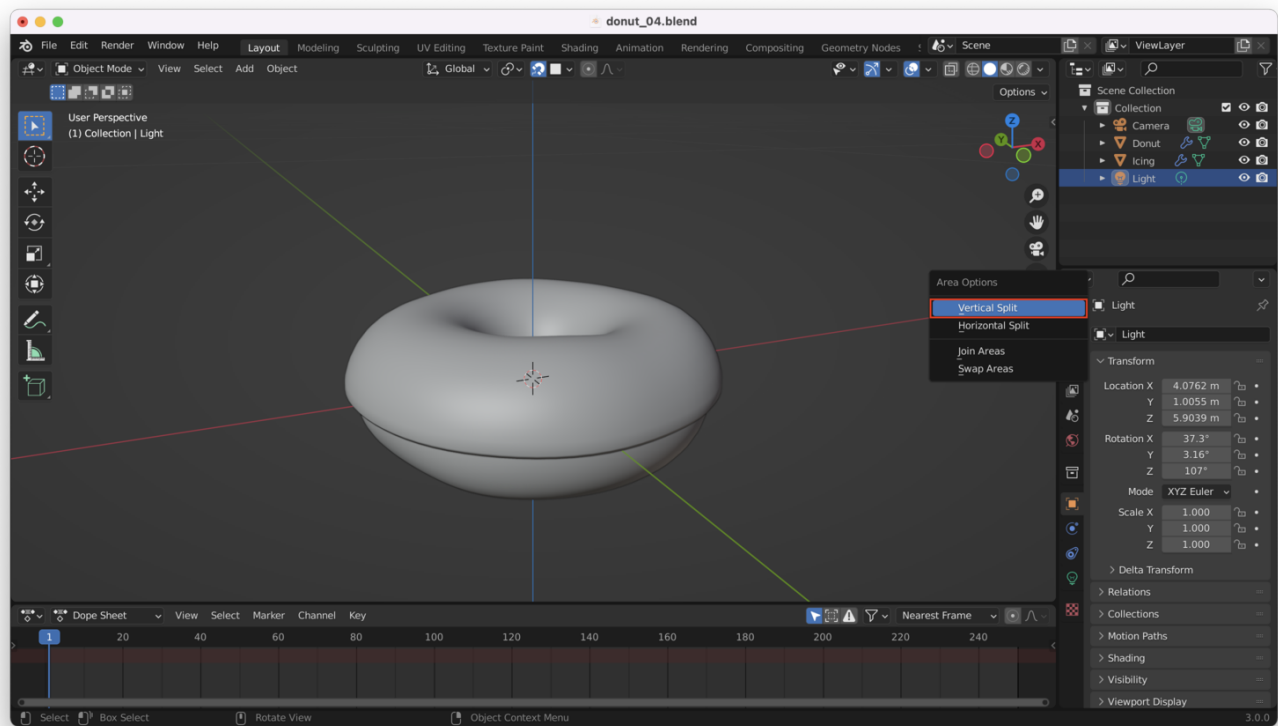 donut_04.blend
File Edit Render Window Help Layout Modeling Sculpting UV Editing Texture Paint Shading Animation Rendering Compositing Geometry Nodes Scene ViewLayer
Object Mode View Select Add Object Global
Options
User Perspective
(1) Collection | Light
Z
Y
X
Scene Collection
Collection
Camera
Donut
Icing
Light
Area Options
Vertical Split
Horizontal Split
Join Areas
Swap Areas
Light
Light
Transform
Location X 4.0762 m
Y 1.0055 m
Z 5.9039 m
Rotation X 37.3°
Y 3.16°
Z 107°
Mode XYZ Euler
Scale X 1.000
Y 1.000
Z 1.000
Delta Transform
Relations
Collections
Motion Paths
Shading
Visibility
Viewport Display
Dope Sheet View Select Marker Channel Key Nearest Frame
1 20 40 60 80 100 120 140 160 180 200 220 240
Select Box Select Rotate View Object Context Menu 3.0.0